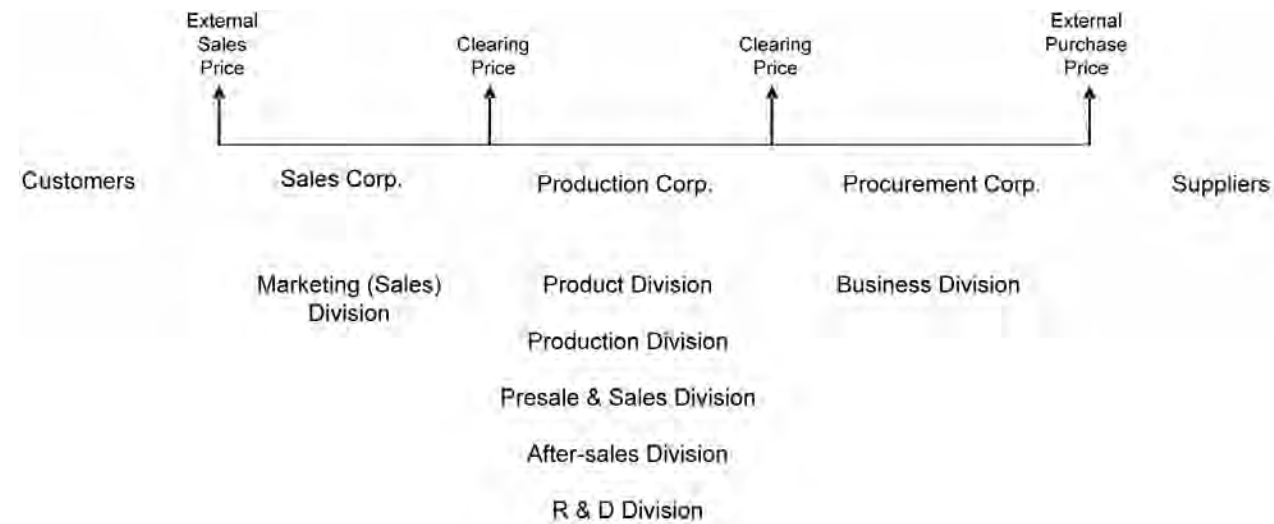 External
Sales
Price
Clearing
Price
Clearing
Price
External
Purchase
Price
Customers
Sales Corp.
Production Corp.
Procurement Corp.
Suppliers
Marketing (Sales)
Division
Product Division
Business Division
Production Division
Presale & Sales Division
After-sales Division
R & D Division